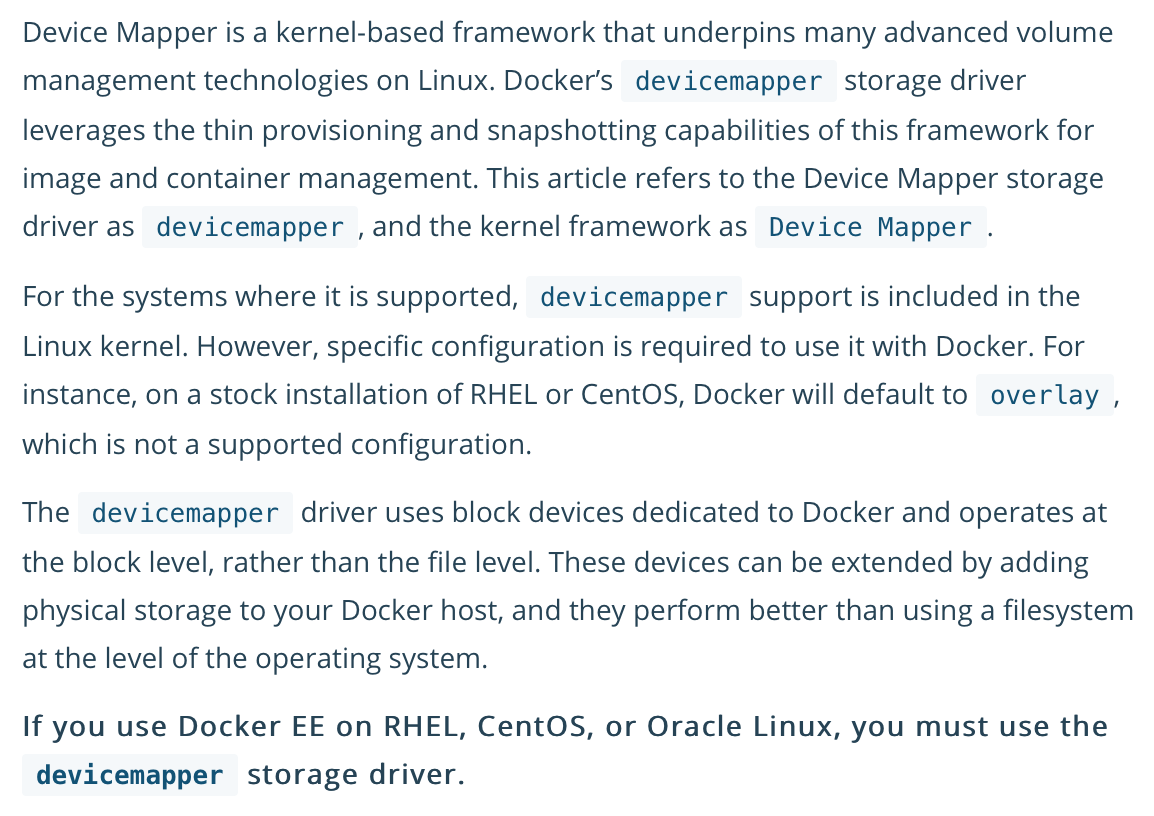 Device Mapper is a kernel-based framework that underpins many advanced volume
management technologies on Linux. Docker’s devicemapper storage driver
leverages the thin provisioning and snapshotting capabilities of this framework for
image and container management. This article refers to the Device Mapper storage
driver as devicemapper, and the kernel framework as Device Mapper.
For the systems where it is supported, devicemapper support is included in the
Linux kernel. However, specific configuration is required to use it with Docker. For
instance, on a stock installation of RHEL or CentOS, Docker will default to overlay,
which is not a supported configuration.
The devicemapper driver uses block devices dedicated to Docker and operates at
the block level, rather than the file level. These devices can be extended by adding
physical storage to your Docker host, and they perform better than using a filesystem
at the level of the operating system.
If you use Docker EE on RHEL, CentOS, or Oracle Linux, you must use the
devicemapper storage driver.